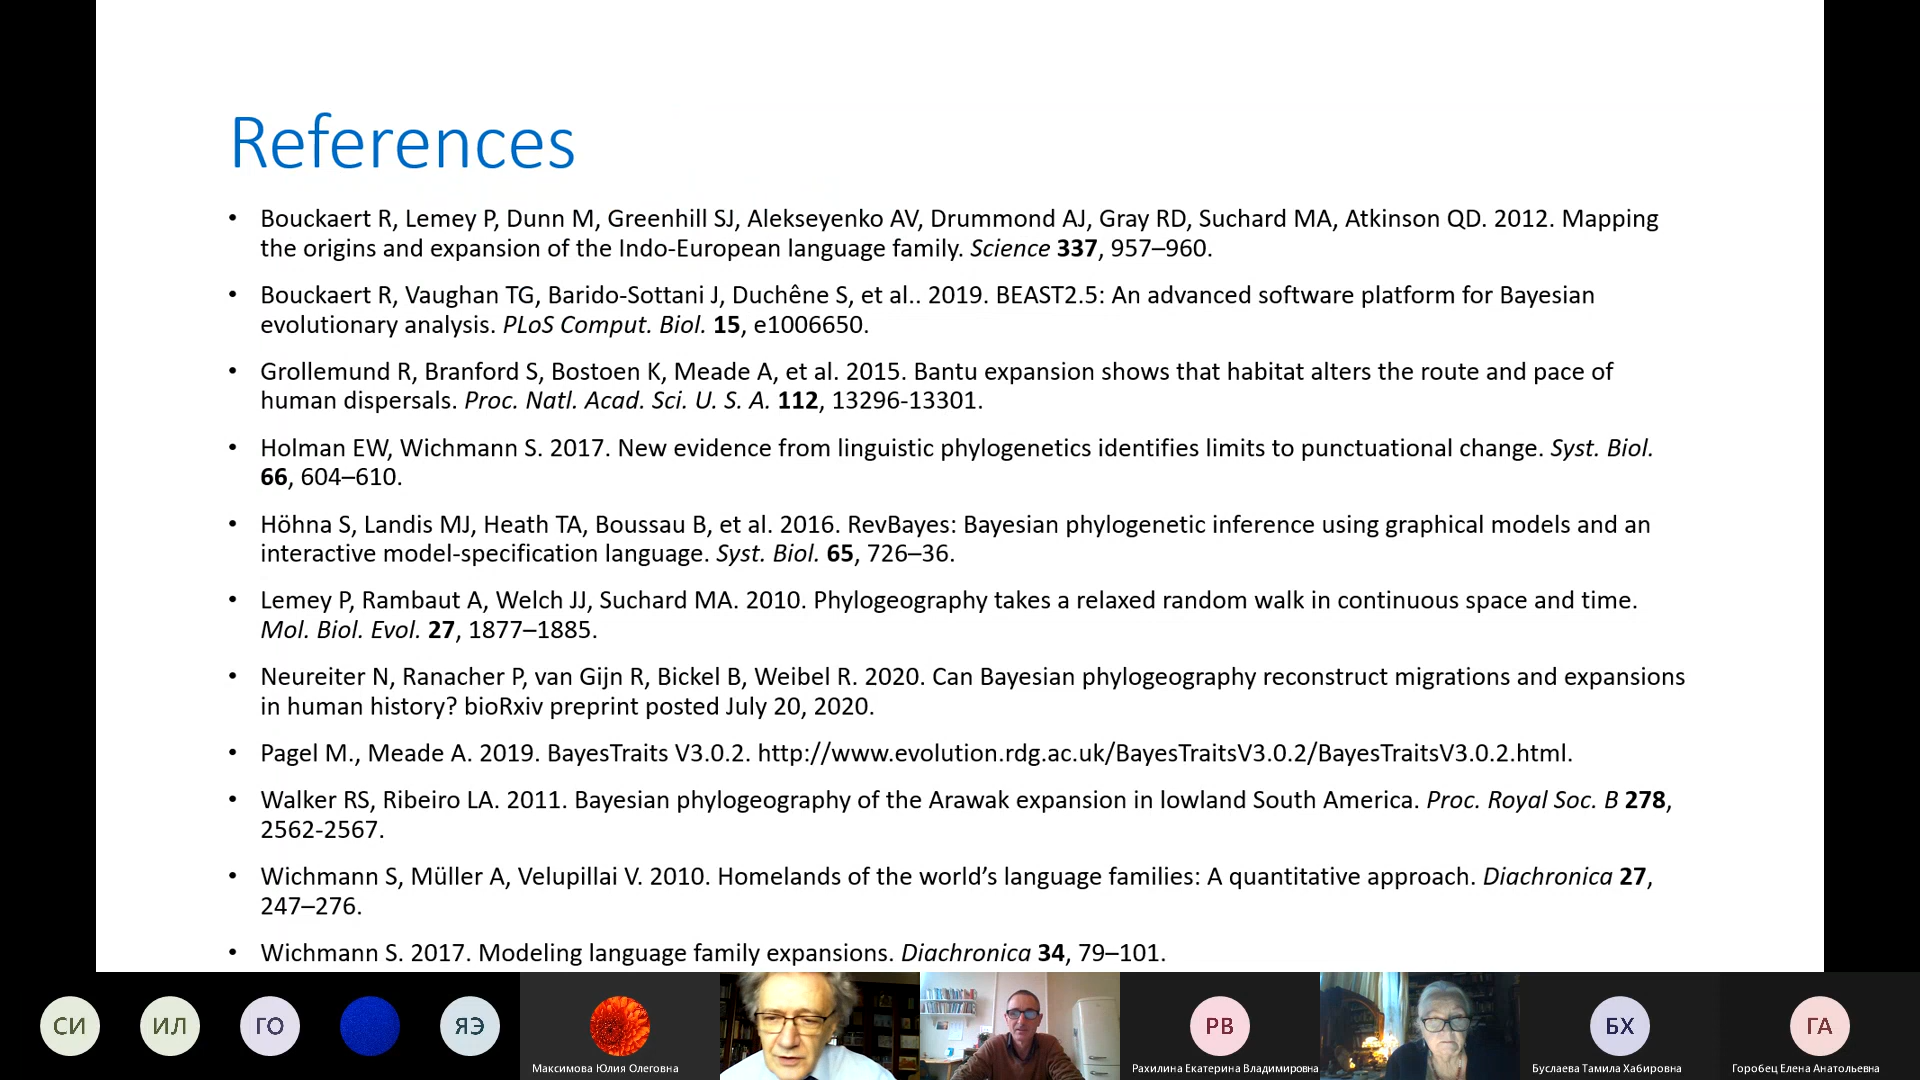 References
• Bouckaert R, Lemey P, Dunn M, Greenhill SJ, Alekseyenko AV, Drummond AJ, Gray RD, Suchard MA, Atkinson QD. 2012. Mapping
the origins and expansion of the Indo-European language family. Science 337, 957–960.
• Bouckaert R, Vaughan TG, Barido-Sottani J, Duchêne S, et al.. 2019. BEAST2.5: An advanced software platform for Bayesian
evolutionary analysis. PLoS Comput. Biol. 15, e1006650.
• Grollemund R, Branford S, Bostoen K, Meade A, et al. 2015. Bantu expansion shows that habitat alters the route and pace of
human dispersals. Proc. Natl. Acad. Sci. U. S. A. 112, 13296-13301.
• Holman EW, Wichmann S. 2017. New evidence from linguistic phylogenetics identifies limits to punctuational change. Syst. Biol.
66, 604–610.
• Höhna S, Landis MJ, Heath TA, Boussau B, et al. 2016. RevBayes: Bayesian phylogenetic inference using graphical models and an
interactive model-specification language. Syst. Biol. 65, 726–36.
• Lemey P, Rambaut A, Welch JJ, Suchard MA. 2010. Phylogeography takes a relaxed random walk in continuous space and time.
Mol. Biol. Evol. 27, 1877–1885.
• Neureiter N, Ranacher P, van Gijn R, Bickel B, Weibel R. 2020. Can Bayesian phylogeography reconstruct migrations and expansions
in human history? bioRxiv preprint posted July 20, 2020.
• Pagel M., Meade A. 2019. BayesTraits V3.0.2. http://www.evolution.rdg.ac.uk/BayesTraitsV3.0.2/BayesTraitsV3.0.2.html.
• Walker RS, Ribeiro LA. 2011. Bayesian phylogeography of the Arawak expansion in lowland South America. Proc. Royal Soc. B 278,
2562-2567.
• Wichmann S, Müller A, Velupillai V. 2010. Homelands of the world’s language families: A quantitative approach. Diachronica 27,
247–276.
• Wichmann S. 2017. Modeling language family expansions. Diachronica 34, 79–101.
СИ ИЛ ГО ЯЭ РВ БХ ГА
Максимова Юлия Олеговна Рахилина Екатерина Владимировна Буслаева Тамила Хабировна Горобец Елена Анатольевна